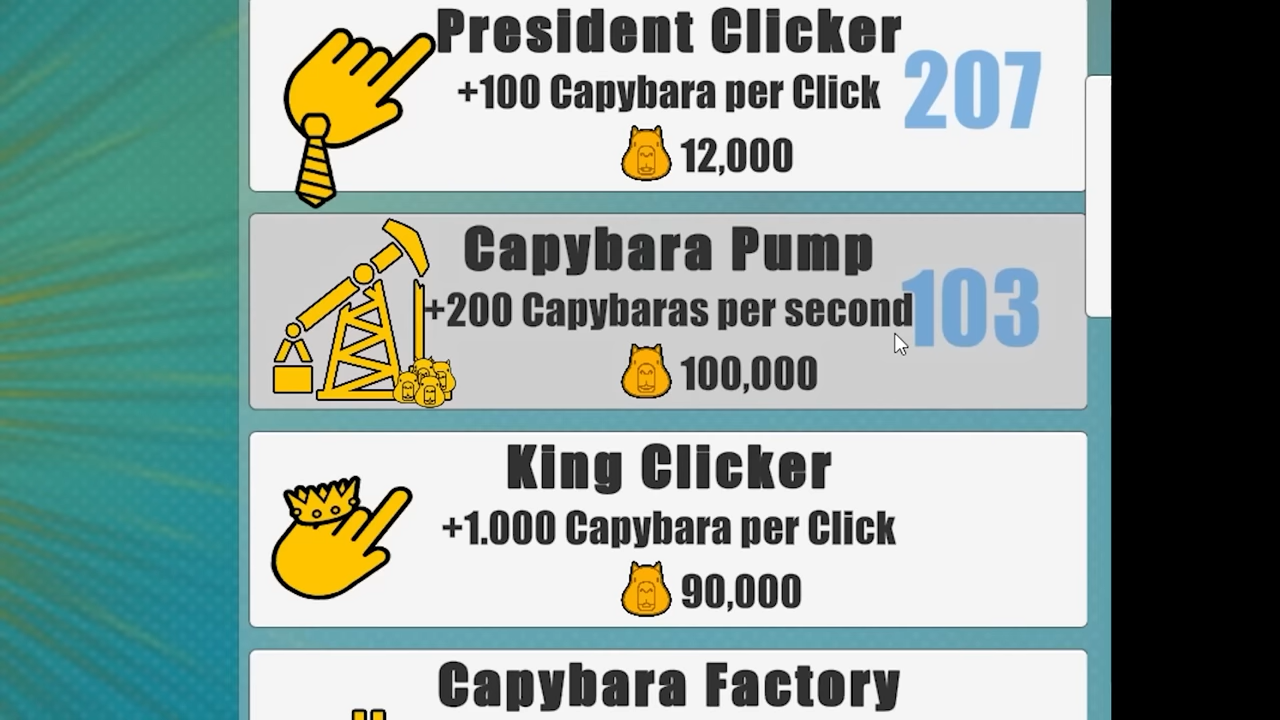 President Clicker
+100 Capybara per Click
207
12,000
Capybara Pump
+200 Capybaras per second
103
100,000
King Clicker
+1.000 Capybara per Click
90,000
Capybara Factory